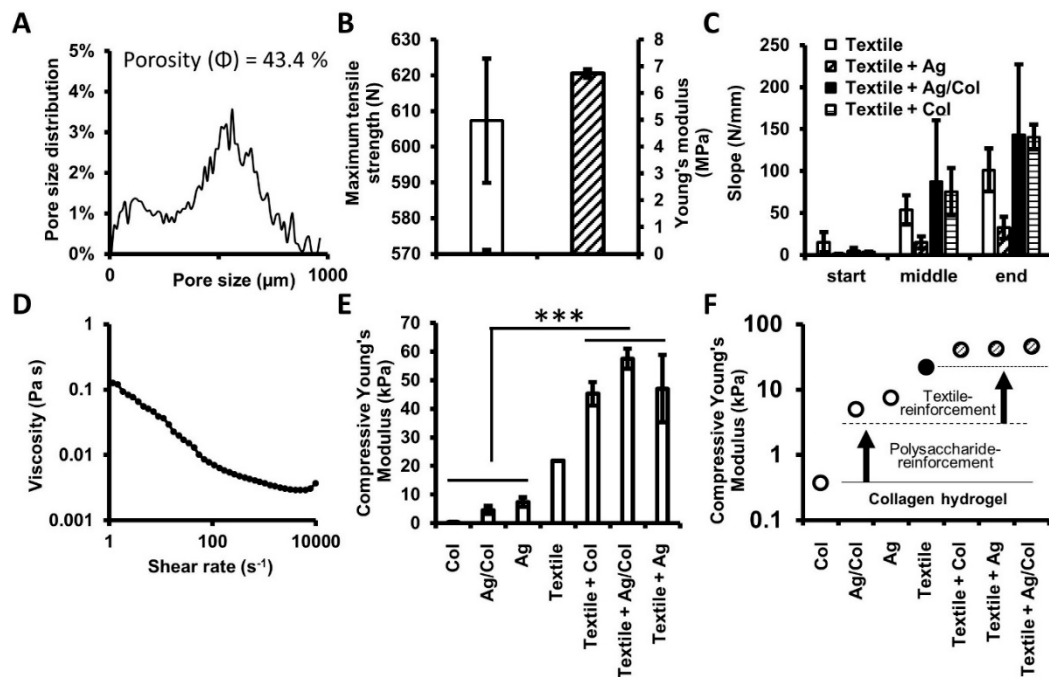 A
5%
4%
3%
2%
1%
0%
Pore size distribution
Porosity (Φ) = 43.4 %
0
1000
Pore size (µm)
B
630
620
610
600
590
580
570
Maximum tensile
strength (N)
8
7
6
5
4
3
2
1
0
Young's modulus
(MPa)
C
250
200
150
100
50
0
Slope (N/mm)
Textile
Textile + Ag
Textile + Ag/Col
Textile + Col
start
middle
end
D
1
0.1
0.01
0.001
Viscosity (Pa s)
1
100
10000
Shear rate (s⁻¹)
E
70
60
50
40
30
20
10
0
Compressive Young's
Modulus (kPa)
***
Col
Ag/Col
Ag
Textile
Textile + Col
Textile + Ag/Col
Textile + Ag
F
100
10
1
0.1
Compressive Young's
Modulus (kPa)
Textile-
reinforcement
Polysaccharide-
reinforcement
Collagen hydrogel
Col
Ag/Col
Ag
Textile
Textile + Col
Textile + Ag
Textile + Ag/Col